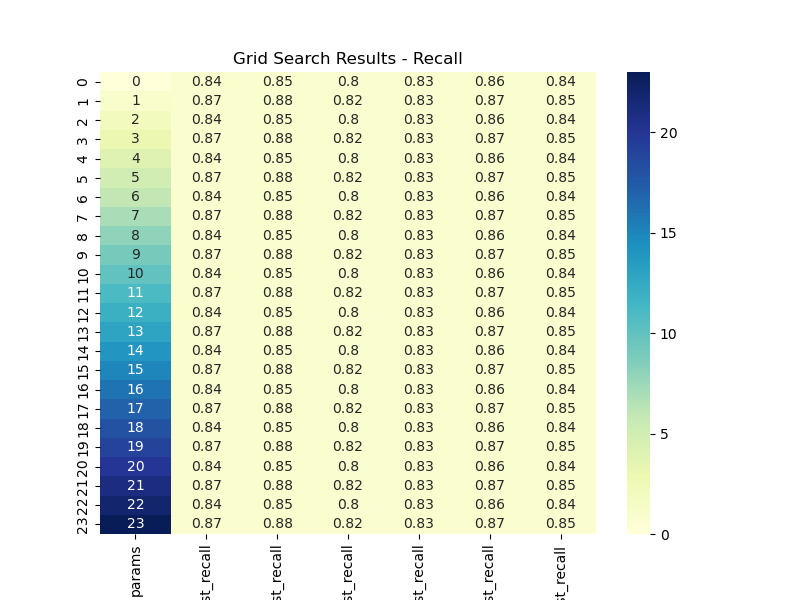 Grid Search Results - Recall
0 0 0.84 0.85 0.8 0.83 0.86 0.84
1 1 0.87 0.88 0.82 0.83 0.87 0.85
2 2 0.84 0.85 0.8 0.83 0.86 0.84
3 3 0.87 0.88 0.82 0.83 0.87 0.85
4 4 0.84 0.85 0.8 0.83 0.86 0.84
5 5 0.87 0.88 0.82 0.83 0.87 0.85
6 6 0.84 0.85 0.8 0.83 0.86 0.84
7 7 0.87 0.88 0.82 0.83 0.87 0.85
8 8 0.84 0.85 0.8 0.83 0.86 0.84
9 9 0.87 0.88 0.82 0.83 0.87 0.85
10 10 0.84 0.85 0.8 0.83 0.86 0.84
11 11 0.87 0.88 0.82 0.83 0.87 0.85
12 12 0.84 0.85 0.8 0.83 0.86 0.84
13 13 0.87 0.88 0.82 0.83 0.87 0.85
14 14 0.84 0.85 0.8 0.83 0.86 0.84
15 15 0.87 0.88 0.82 0.83 0.87 0.85
16 16 0.84 0.85 0.8 0.83 0.86 0.84
17 17 0.87 0.88 0.82 0.83 0.87 0.85
18 18 0.84 0.85 0.8 0.83 0.86 0.84
19 19 0.87 0.88 0.82 0.83 0.87 0.85
20 20 0.84 0.85 0.8 0.83 0.86 0.84
21 21 0.87 0.88 0.82 0.83 0.87 0.85
22 22 0.84 0.85 0.8 0.83 0.86 0.84
23 23 0.87 0.88 0.82 0.83 0.87 0.85
params
st_recall
st_recall
st_recall
st_recall
st_recall
st_recall
20
15
10
5
0